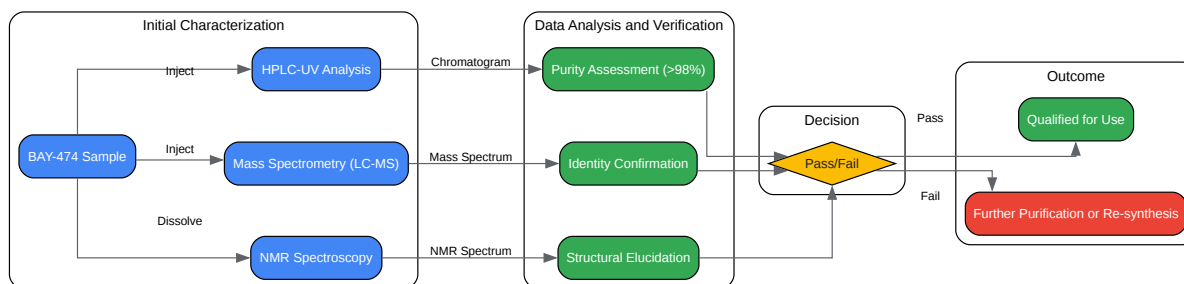 Initial Characterization
Data Analysis and Verification
Inject
HPLC-UV Analysis
Chromatogram
Purity Assessment (>98%)
Outcome
BAY-474 Sample
Inject
Mass Spectrometry (LC-MS)
Mass Spectrum
Identity Confirmation
Decision
Pass/Fail
Pass
Qualified for Use
Dissolve
NMR Spectroscopy
NMR Spectrum
Structural Elucidation
Fail
Further Purification or Re-synthesis